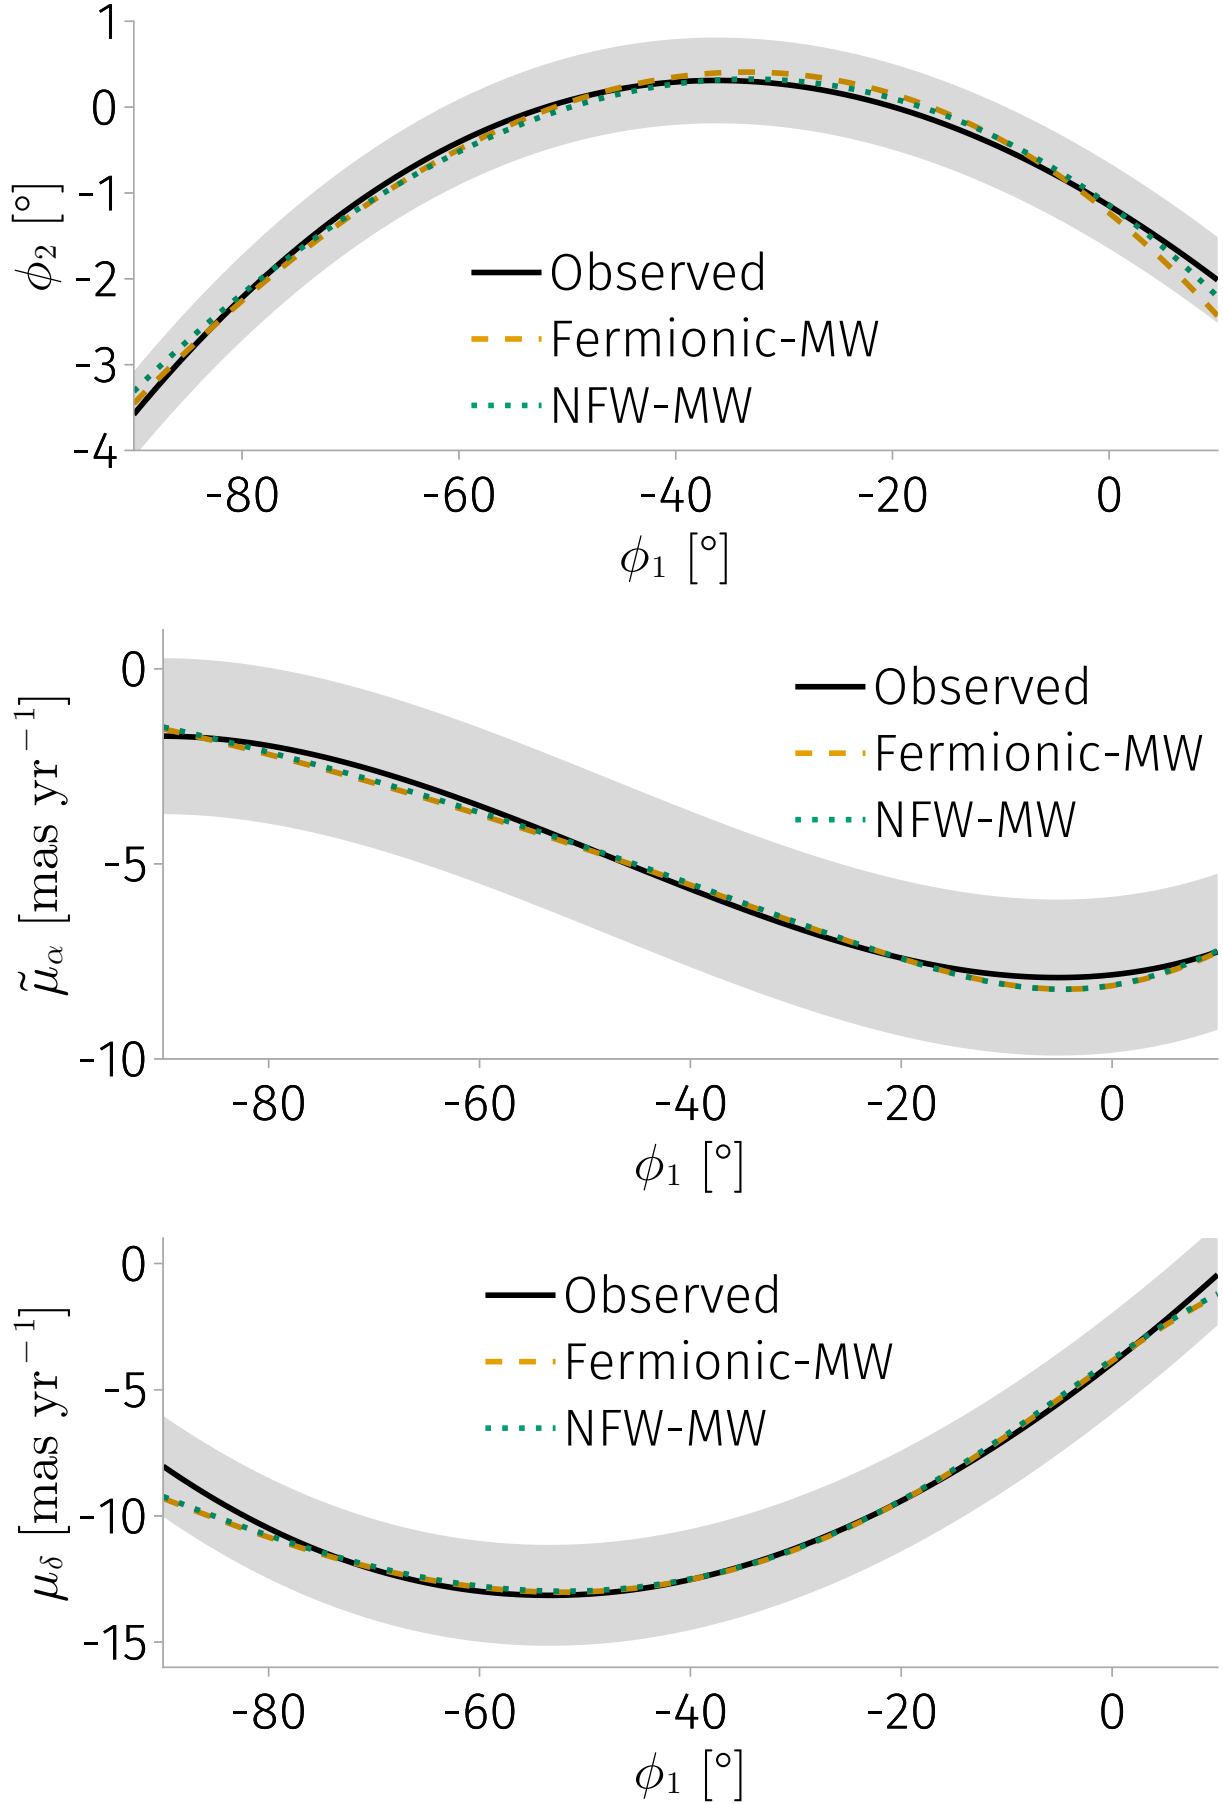 1
0
-1
-2
-3
-4
ϕ2 [°]
Observed
Fermionic-MW
NFW-MW
-80 -60 -40 -20 0
ϕ1 [°]
0
-5
-10
μ̃α [mas yr−1]
Observed
Fermionic-MW
NFW-MW
-80 -60 -40 -20 0
ϕ1 [°]
0
-5
-10
-15
μδ [mas yr−1]
Observed
Fermionic-MW
NFW-MW
-80 -60 -40 -20 0
ϕ1 [°]